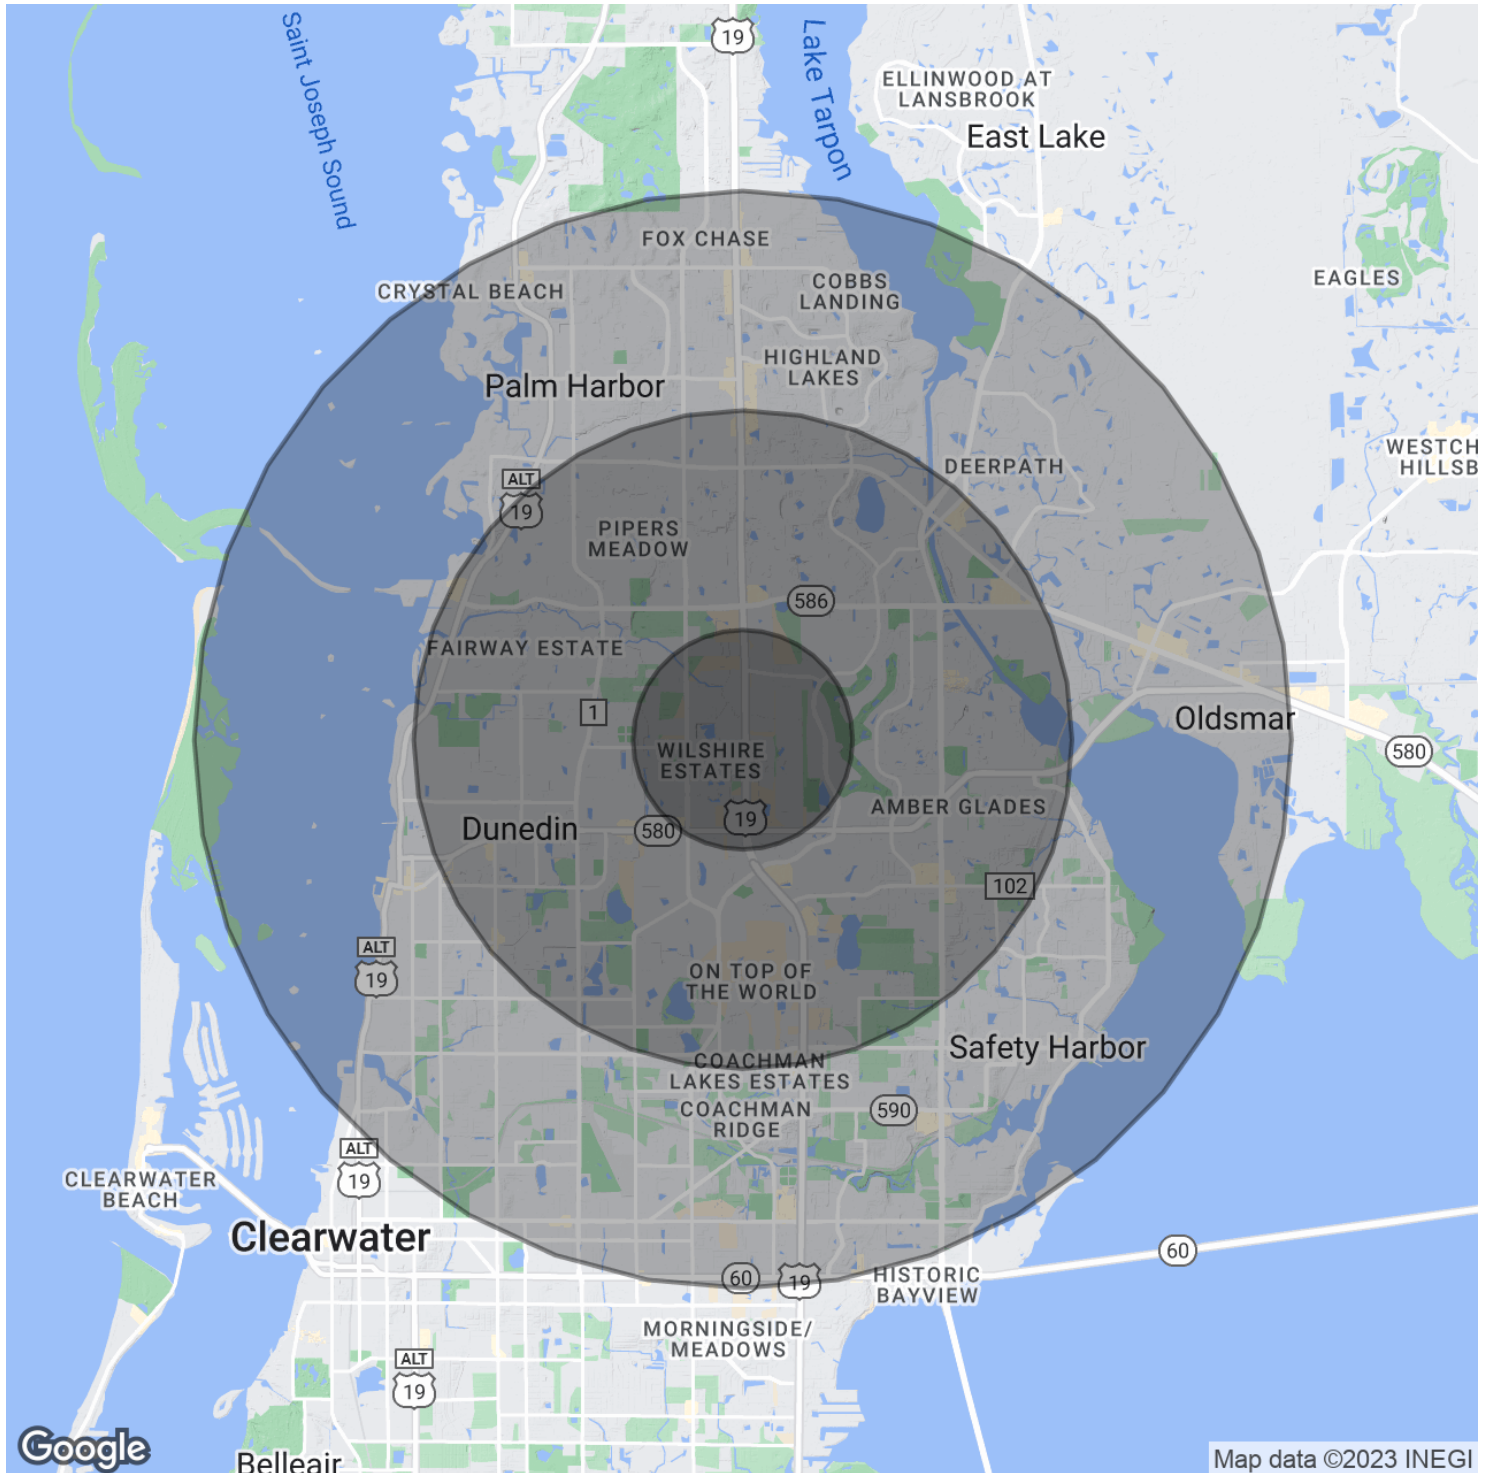 Saint Joseph Sound
19
Lake Tarpon
ELLINWOOD AT
LANSBROOK
East Lake
FOX CHASE
CRYSTAL BEACH
COBBS
LANDING
EAGLES
HIGHLAND
LAKES
Palm Harbor
WESTCH
HILLSB
DEERPATH
ALT
19
PIPERS
MEADOW
586
FAIRWAY ESTATE
1
Oldsmar
WILSHIRE
ESTATES
580
AMBER GLADES
19
Dunedin
580
102
ALT
19
ON TOP OF
THE WORLD
Safety Harbor
COACHMAN
LAKES ESTATES
COACHMAN
RIDGE
590
ALT
19
CLEARWATER
BEACH
Clearwater
60
60
19
HISTORIC
BAYVIEW
MORNINGSIDE/
MEADOWS
ALT
19
Google
Belleair
Map data ©2023 INEGI